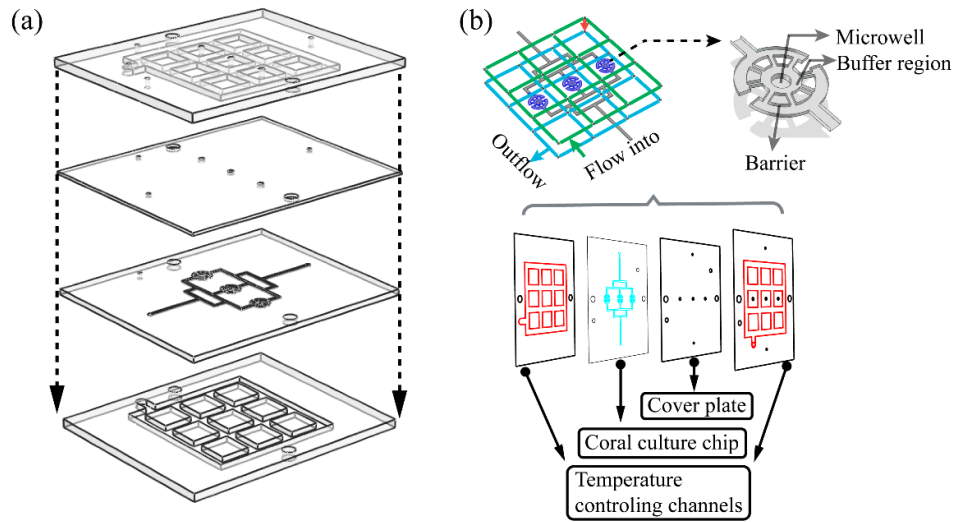 (a)
(b)
Microwell
Buffer region
Barrier
Outflow
Flow into
Cover plate
Coral culture chip
Temperature
controling channels